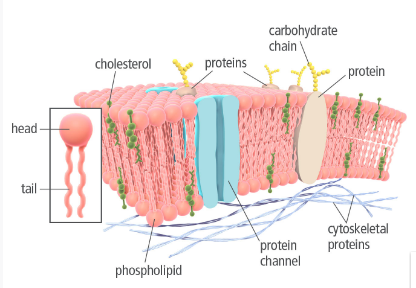 carbohydrate
chain
cholesterol
proteins
protein
head
tail
cytoskeletal
proteins
protein
channel
phospholipid